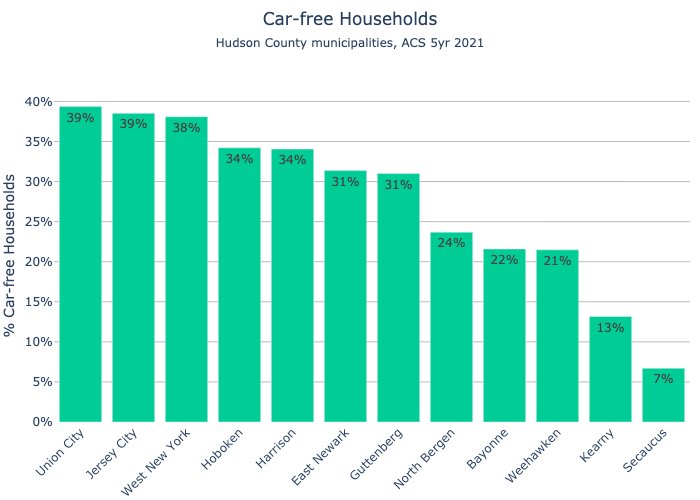 Car-free Households
Hudson County municipalities, ACS 5yr 2021
% Car-free Households
40%
35%
30%
25%
20%
15%
10%
5%
0%
39%
39%
38%
34%
34%
31%
31%
24%
22%
21%
13%
7%
Union City
Jersey City
West New York
Hoboken
Harrison
East Newark
Guttenberg
North Bergen
Bayonne
Weehawken
Kearny
Secaucus